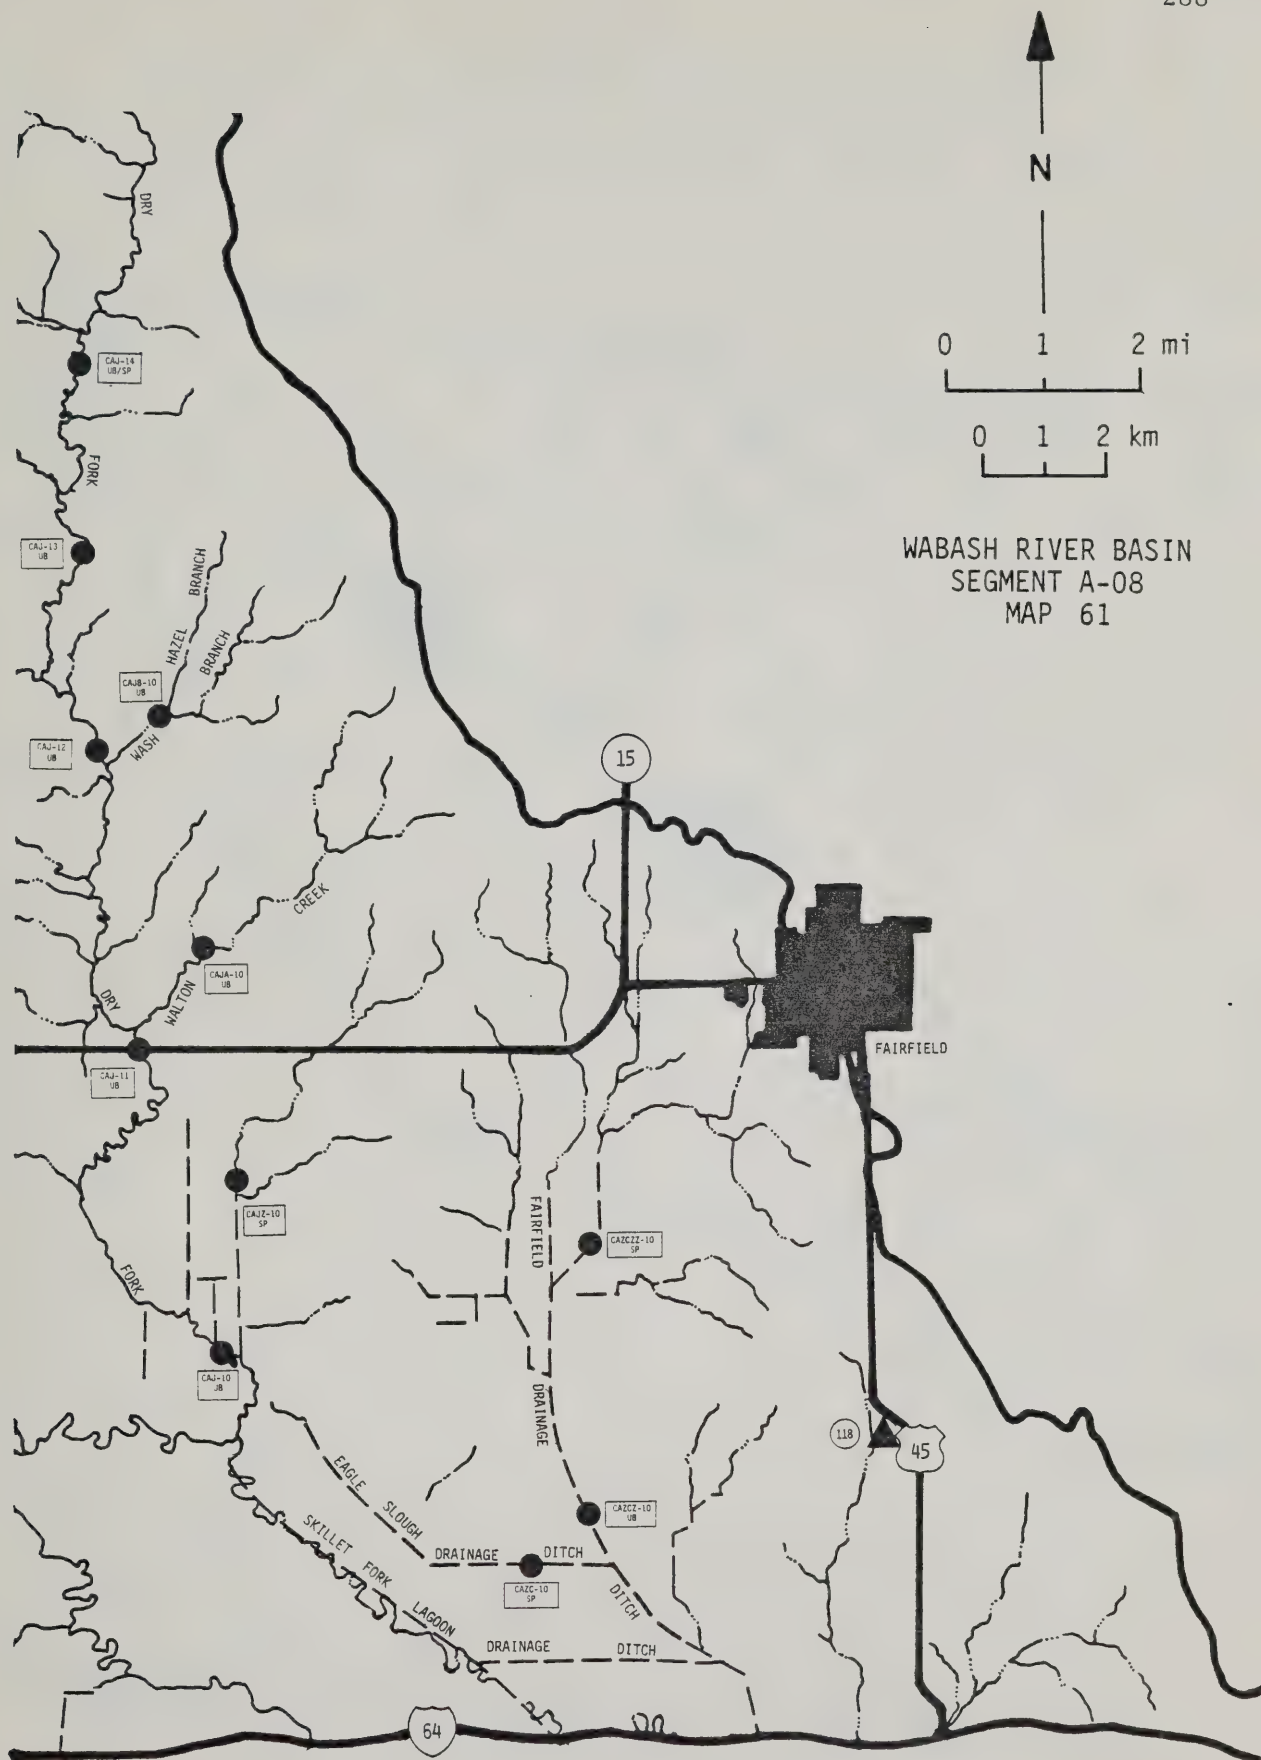 N
0 1 2 mi
0 1 2 km
WABASH RIVER BASIN
SEGMENT A-08
MAP 61
DRY
CAJ-14
UB/SP
FORK
CAJ-13
UB
HAZEL BRANCH
BRANCH
CAJB-10
UB
WASH
CAJ-12
UB
15
CREEK
CAJA-10
UB
WALTON
DRY
FAIRFIELD
CAJ-11
UB
CAJZ-10
SP
FAIRFIELD
CAZCZZ-10
SP
FORK
CAJ-10
UB
DRAINAGE
118
45
EAGLE SLOUGH
CAZCZ-10
UB
SKILLET FORK LAGOON
DRAINAGE DITCH
CAZC-10
SP
DITCH
DRAINAGE DITCH
64